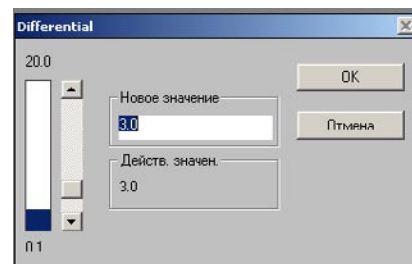 Differential
20.0
OK
Новое значение
3.0
Отмена
Действ. значен.
3.0
0.1